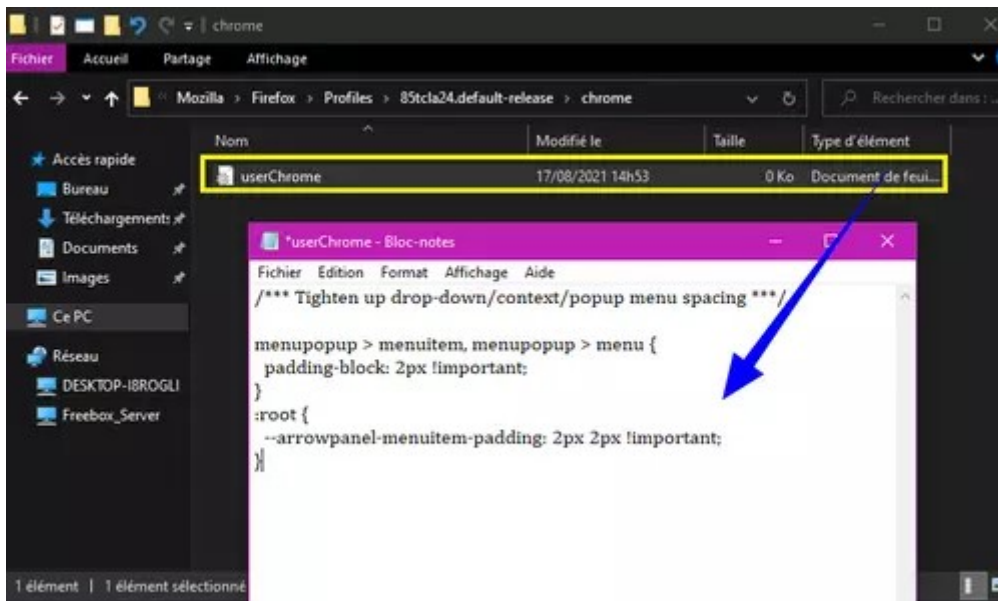 chrome
Fichier Accueil Partage Affichage
Mozilla › Firefox › Profiles › 85tcla24.default-release › chrome
Rechercher dans : ...
Nom Modifié le Taille Type d'élément
Accès rapide
userChrome 17/08/2021 14h53 0 Ko Document de feui...
Bureau
Téléchargements
Documents
Images
Ce PC
Réseau
DESKTOP-I8ROGLI
Freebox_Server
*userChrome - Bloc-notes
Fichier Edition Format Affichage Aide
/*** Tighten up drop-down/context/popup menu spacing ***/
menupopup > menuitem, menupopup > menu {
padding-block: 2px !important;
}
:root {
--arrowpanel-menuitem-padding: 2px 2px !important;
}
1 élément | 1 élément sélectionné